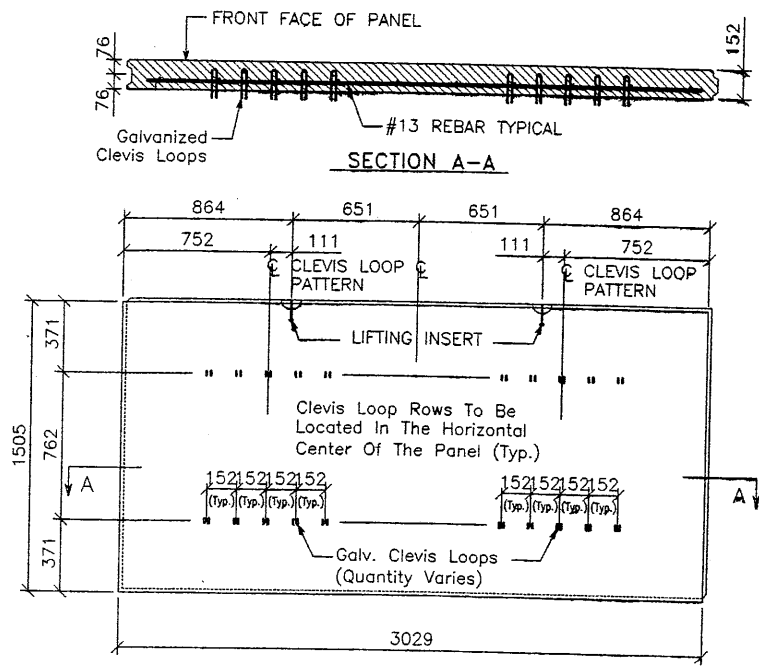 FRONT FACE OF PANEL
76
76
152
Galvanized
Clevis Loops
#13 REBAR TYPICAL
SECTION A-A
864
651
651
864
752
111
111
752
℄ CLEVIS LOOP
PATTERN
℄
℄ CLEVIS LOOP
PATTERN
LIFTING INSERT
371
1505
762
371
Clevis Loop Rows To Be
Located In The Horizontal
Center Of The Panel (Typ.)
A
A
152 152 152 152
(Typ.) (Typ.) (Typ.) (Typ.)
152 152 152 152
(Typ.) (Typ.) (Typ.) (Typ.)
Galv. Clevis Loops
(Quantity Varies)
3029